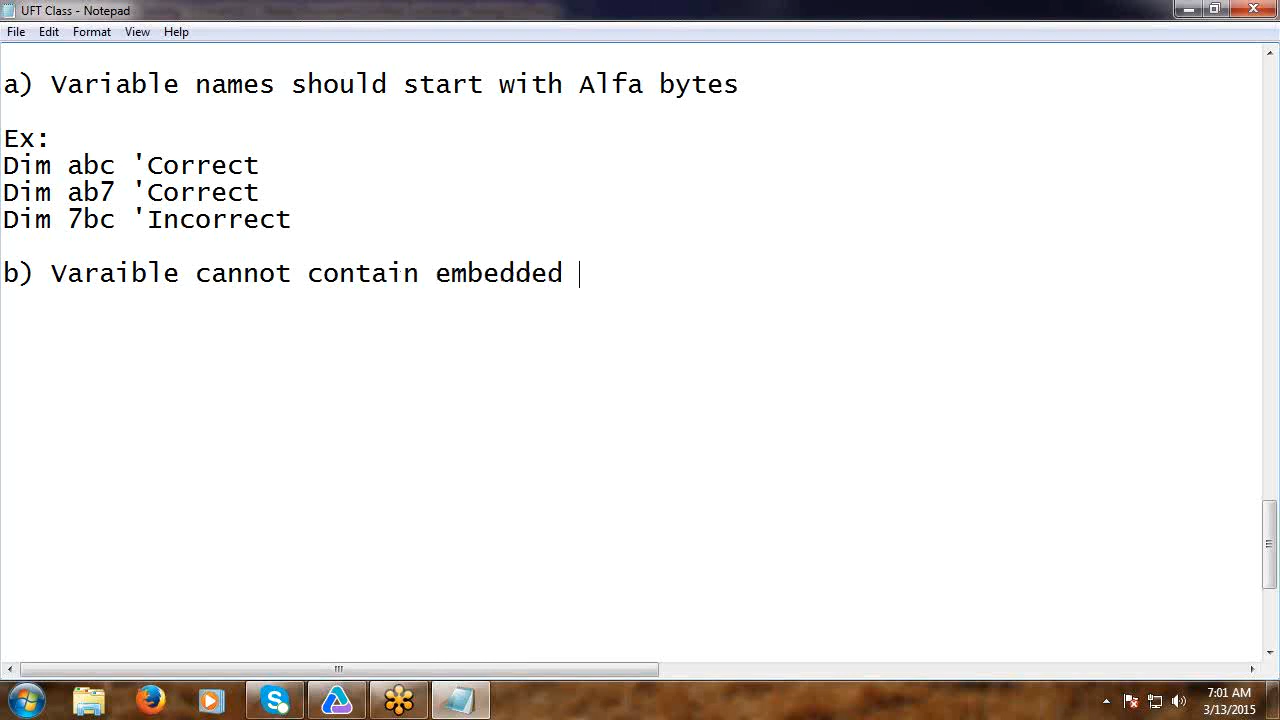 UFT Class - Notepad
File Edit Format View Help
a) Variable names should start with Alfa bytes
Ex:
Dim abc 'Correct
Dim ab7 'Correct
Dim 7bc 'Incorrect
b) Varaible cannot contain embedded
7:01 AM
3/13/2015